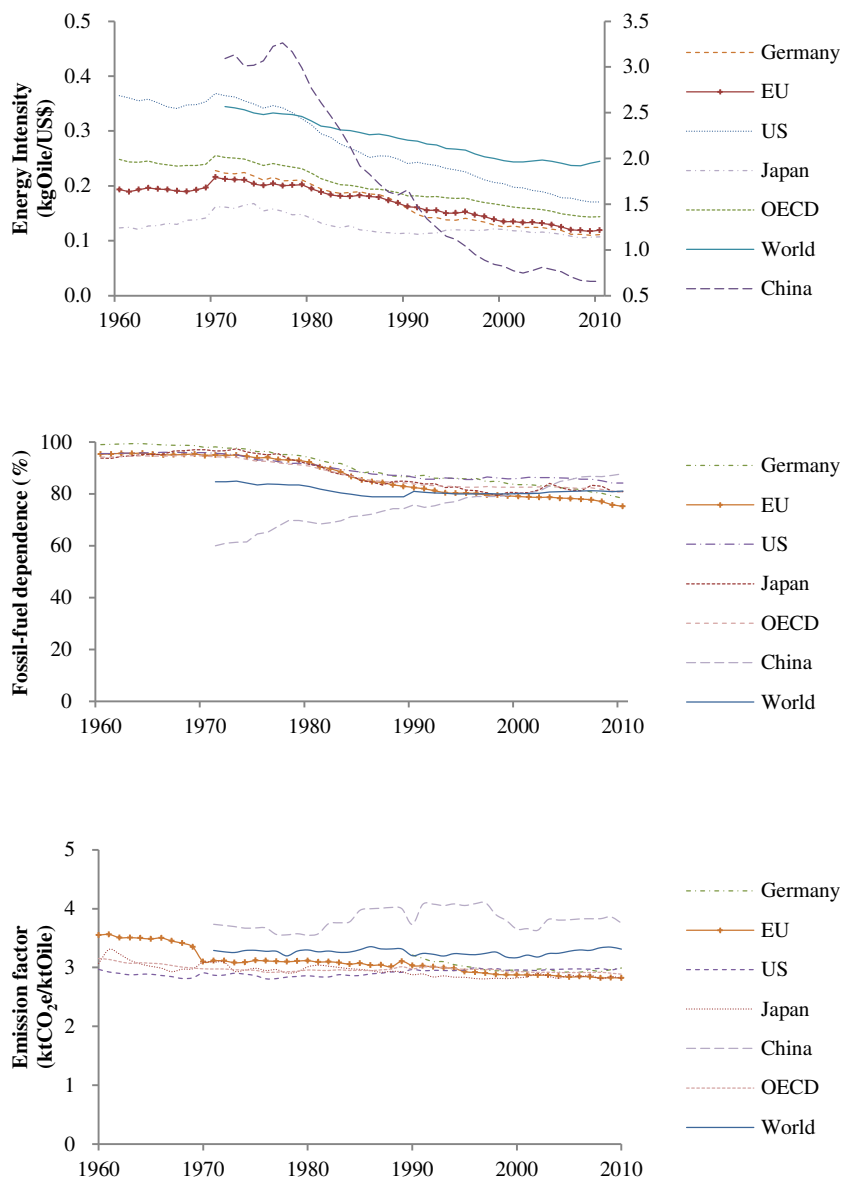 Energy Intensity
(kgOile/US$)
0.5
0.4
0.3
0.2
0.1
0.0
3.5
3.0
2.5
2.0
1.5
1.0
0.5
1960 1970 1980 1990 2000 2010
Germany
EU
US
Japan
OECD
World
China
Fossil-fuel dependence (%)
100
80
60
40
20
0
1960 1970 1980 1990 2000 2010
Germany
EU
US
Japan
OECD
China
World
Emission factor
(ktCO₂e/ktOile)
5
4
3
2
1
0
1960 1970 1980 1990 2000 2010
Germany
EU
US
Japan
China
OECD
World